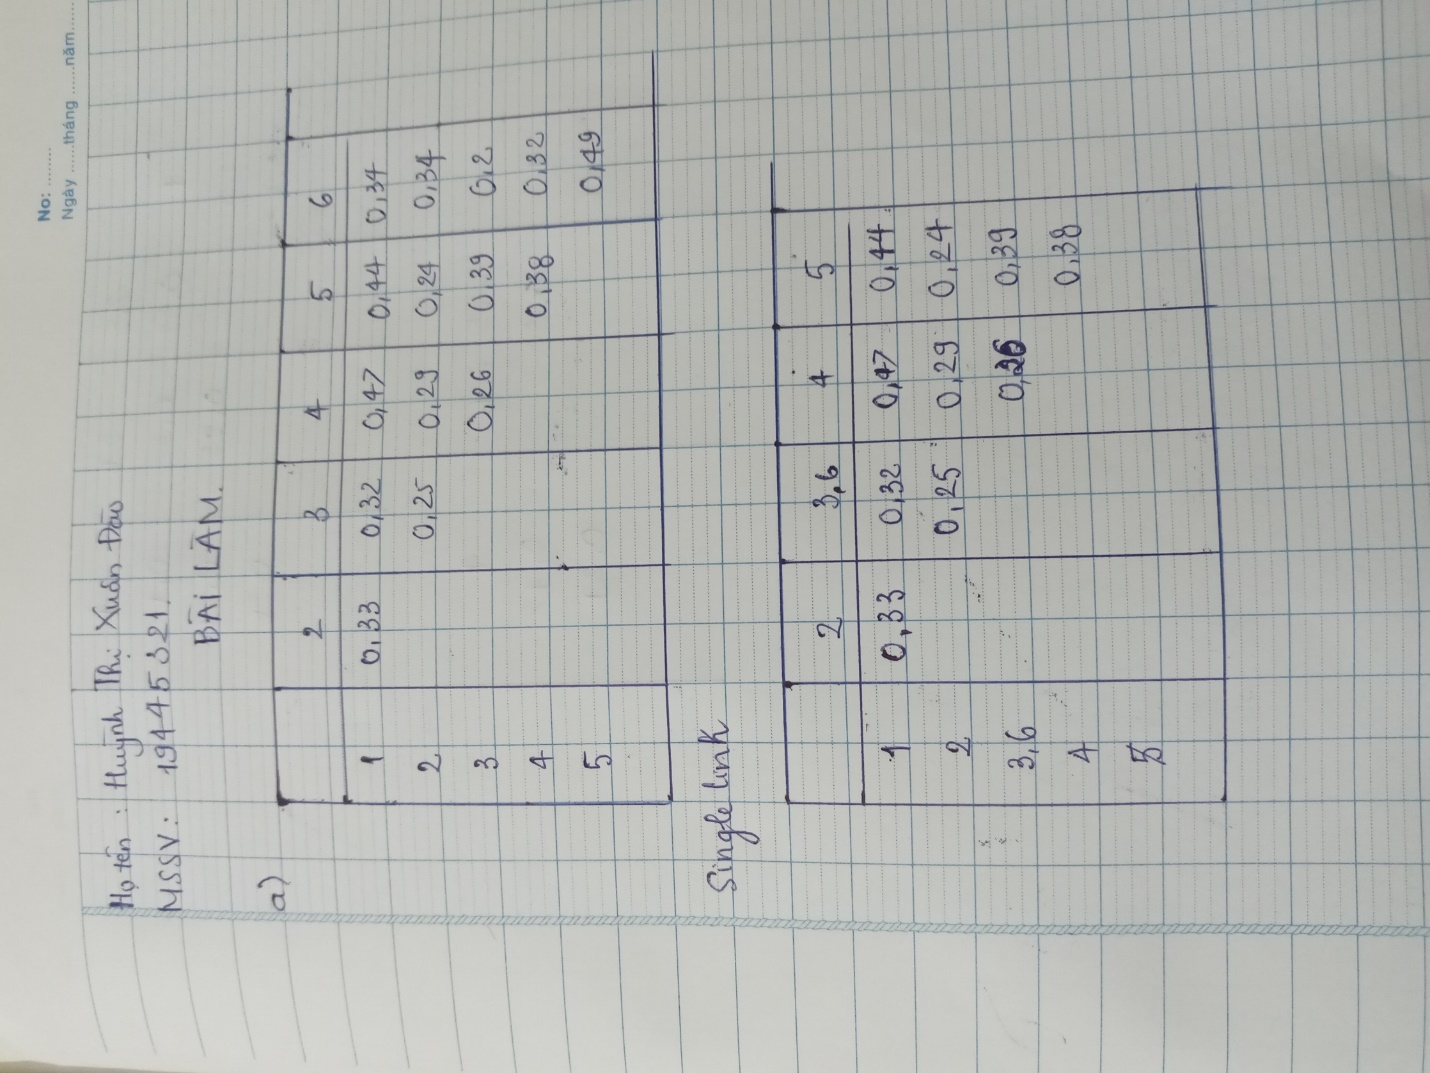 No: ........
Ngày ......tháng ......năm......
Họ tên : Huỳnh Thị Xuân Đào
MSSV : 19445321.
BÀI LÀM.
a)
2 3 4 5 6
1 0,33 0,32 0,47 0,44 0,34
2 0,25 0,29 0,24 0,34
3 0,26 0,39 0,2
4 0,38 0,32
5 0,49
Single link
2 3,6 4 5
1 0,33 0,32 0,47 0,44
2 0,25 0,29 0,24
3,6 0,26 0,39
4 0,38
5